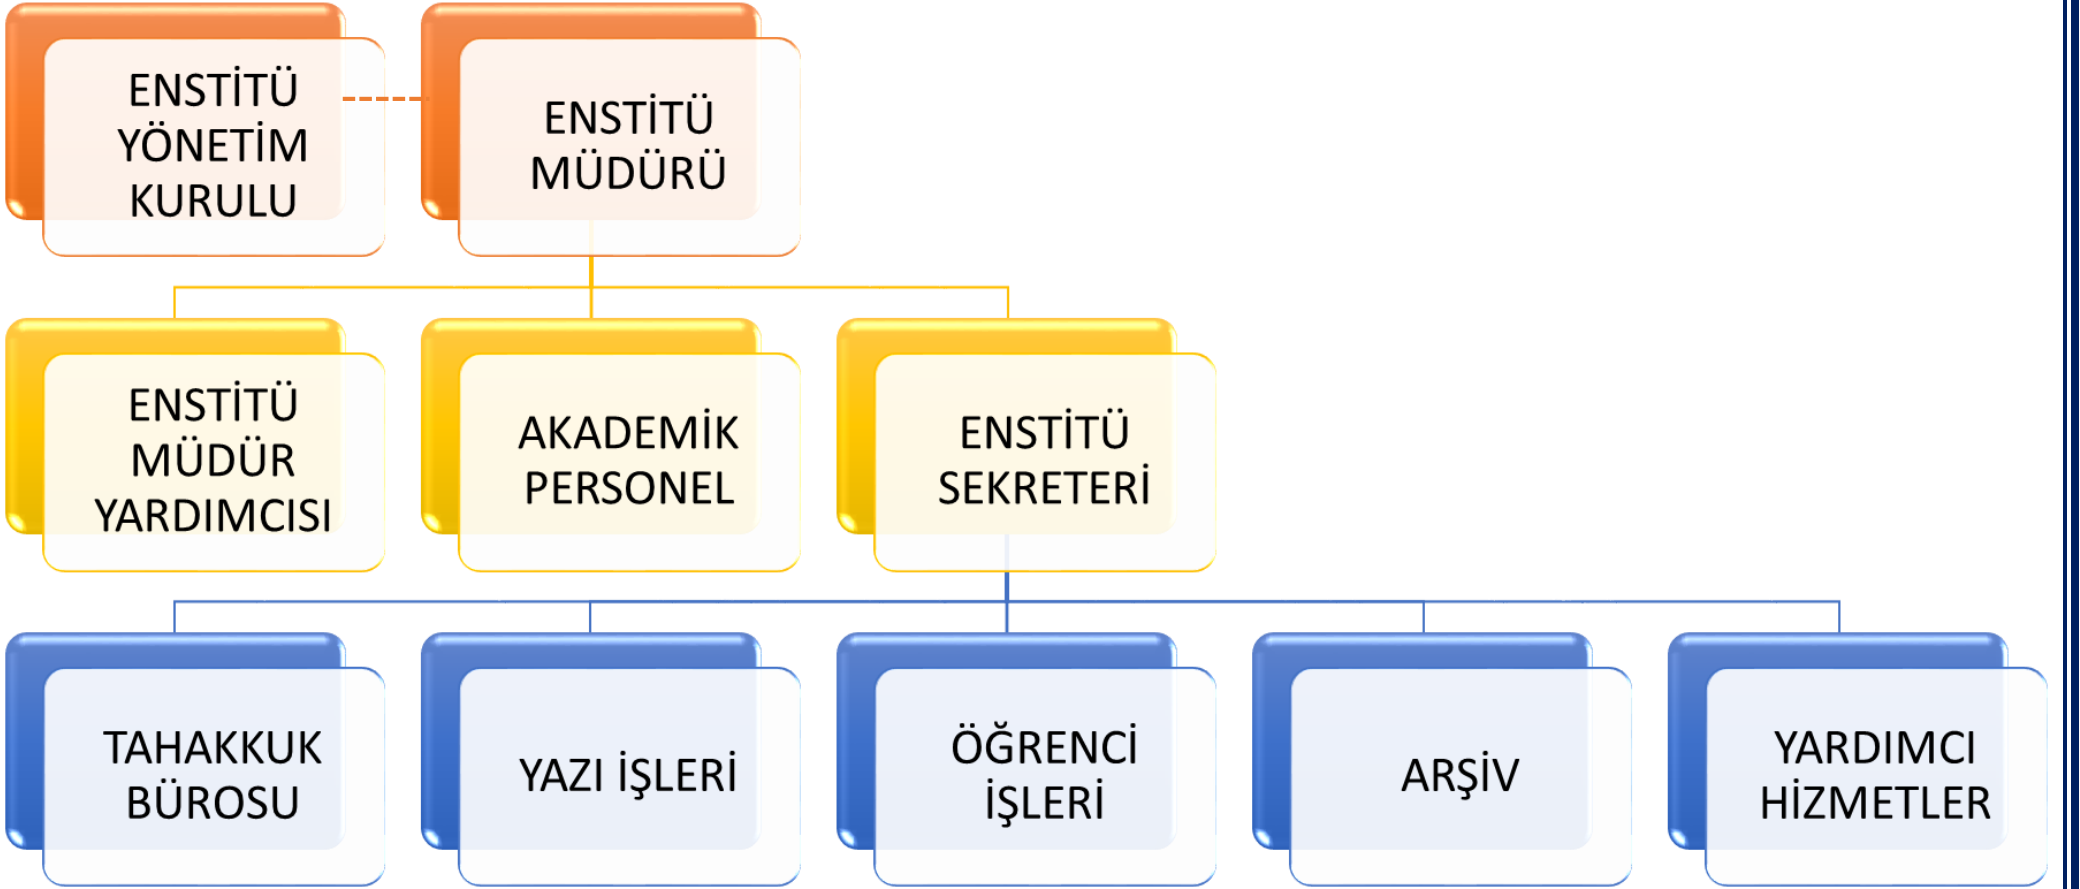 ENSTİTÜ
YÖNETİM
KURULU
ENSTİTÜ
MÜDÜRÜ
ENSTİTÜ
MÜDÜR
YARDIMCISI
AKADEMİK
PERSONEL
ENSTİTÜ
SEKRETERİ
TAHAKKUK
BÜROSU
YAZI İŞLERİ
ÖĞRENCİ
İŞLERİ
ARŞİV
YARDIMCI
HİZMETLER